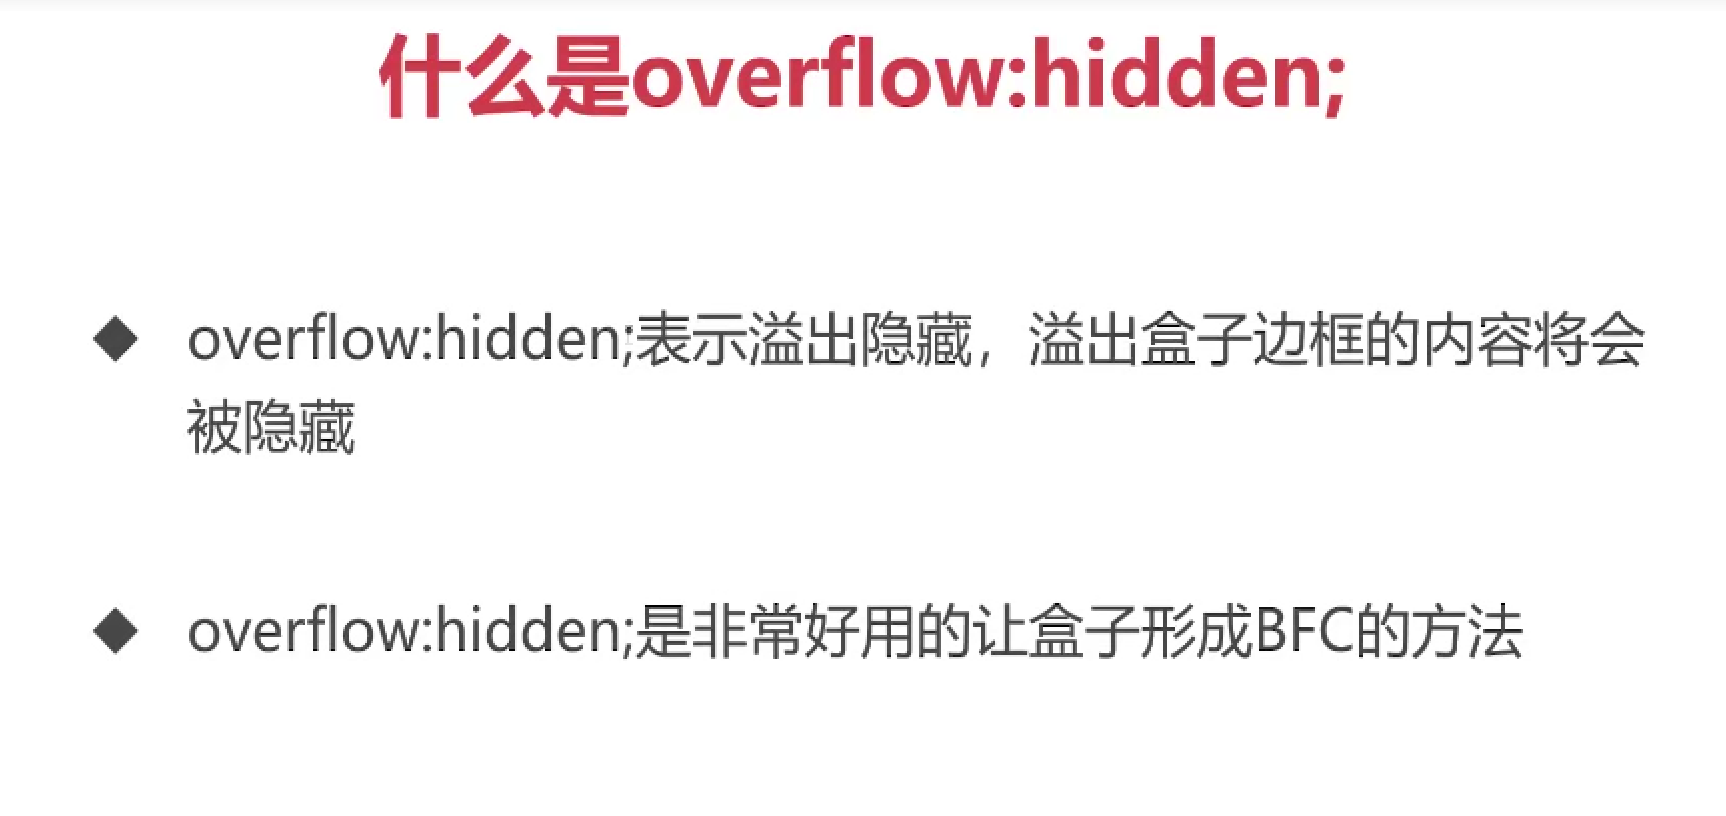 什么是overflow:hidden;
◆ overflow:hidden;表示溢出隐藏，溢出盒子边框的内容将会
被隐藏
◆ overflow:hidden;是非常好用的让盒子形成BFC的方法